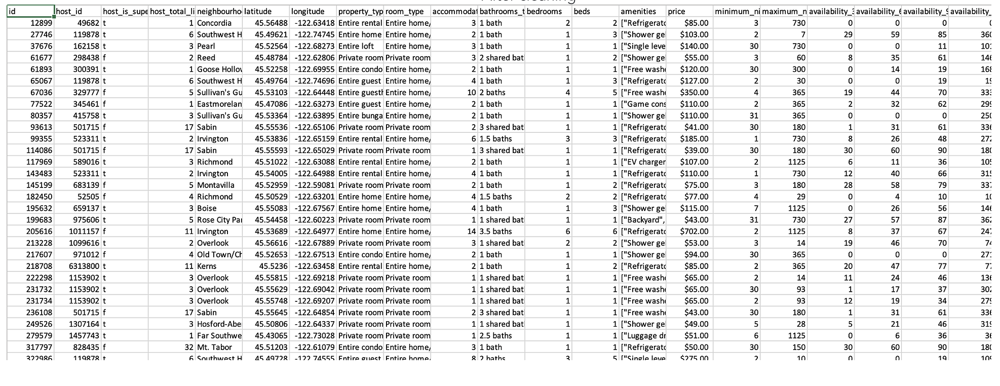 After cleaning
id host_id host_is_supe host_total_li neighbourho latitude longitude property_typ room_type accommodat bathrooms_t bedrooms beds amenities price minimum_ni maximum_n availability_3 availability_6 availability_9 availability_
12899 49682 t 1 Concordia 45.56488 -122.63418 Entire rental Entire home/ 3 1 bath 2 2 ["Refrigerato $85.00 3 730 0 0 0 0
27746 119878 t 6 Southwest H 45.49621 -122.74745 Entire home Entire home/ 2 1 bath 1 3 ["Shower ge $103.00 2 7 29 59 85 360
37676 162158 t 3 Pearl 45.52564 -122.68273 Entire loft Entire home/ 3 1 bath 1 1 ["Single leve $140.00 30 730 0 0 11 101
61677 298438 f 2 Reed 45.48784 -122.62806 Private room Private room 3 2 shared bat 1 2 ["Shower ge $55.00 3 60 8 35 61 146
61893 300391 t 1 Goose Hollov 45.52258 -122.69955 Entire condo Entire home/ 2 1 bath 1 1 ["Free washe $120.00 30 300 0 14 19 168
65067 119878 t 6 Southwest H 45.49764 -122.74696 Entire guest Entire home/ 4 1 bath 1 3 ["Refrigerato $127.00 2 30 0 0 19 19
67036 329777 f 5 Sullivan's Gu 45.53103 -122.64448 Entire guesth Entire home/ 10 2 baths 4 5 ["Free washe $350.00 4 365 19 44 70 333
77522 345461 f 1 Eastmorelan 45.47086 -122.63273 Entire guest Entire home/ 2 1 bath 1 1 ["Game cons $110.00 2 365 2 32 62 299
80357 415758 t 3 Sullivan's Gu 45.53364 -122.63895 Entire bunga Entire home/ 2 1 bath 1 1 ["Shower ge $110.00 31 365 0 0 0 250
93613 501715 f 17 Sabin 45.55536 -122.65106 Private room Private room 2 3 shared bat 1 1 ["Refrigerato $41.00 30 180 1 31 61 336
99355 523311 t 2 Irvington 45.53836 -122.65159 Entire rental Entire home/ 6 1.5 baths 3 3 ["Refrigerato $185.00 1 730 8 26 48 272
114086 501715 f 17 Sabin 45.55593 -122.65029 Private room Private room 1 3 shared bat 1 1 ["Refrigerato $39.00 30 180 30 60 90 180
117969 589016 t 3 Richmond 45.51022 -122.63088 Entire rental Entire home/ 2 1 bath 1 1 ["EV charger $107.00 2 1125 6 11 36 105
143483 523311 t 2 Irvington 45.54005 -122.64988 Entire rental Entire home/ 4 1 bath 1 2 ["Refrigerato $110.00 1 730 12 40 66 315
145199 683139 f 5 Montavilla 45.52959 -122.59081 Private room Private room 2 1 bath 1 2 ["Refrigerato $75.00 3 180 28 58 79 337
182450 52505 f 4 Richmond 45.50529 -122.63201 Entire home Entire home/ 4 1.5 baths 2 2 ["Refrigerato $77.00 4 29 0 4 10 10
195632 659137 t 3 Boise 45.55083 -122.67567 Entire home Entire home/ 4 1 bath 1 3 ["Shower ge $115.00 7 1125 0 26 56 146
199683 975606 t 5 Rose City Par 45.54458 -122.60223 Private room Private room 1 1 shared bat 1 1 ["Backyard", $43.00 31 730 27 57 87 362
205616 1011157 f 11 Irvington 45.53689 -122.64977 Entire home Entire home/ 14 3.5 baths 6 6 ["Refrigerato $702.00 2 1125 8 37 67 247
213228 1099616 t 2 Overlook 45.56616 -122.67889 Private room Private room 3 1 shared bat 2 2 ["Shower ge $53.00 3 14 19 46 70 74
217607 971012 f 4 Old Town/Ch 45.52653 -122.67513 Entire condo Entire home/ 2 1 bath 1 1 ["Shower ge $94.00 30 365 0 0 0 271
218708 6313800 t 11 Kerns 45.5236 -122.63458 Entire rental Entire home/ 2 1 bath 1 2 ["Refrigerato $85.00 2 365 20 47 77 77
222298 1153902 t 3 Overlook 45.55815 -122.69218 Private room Private room 1 1 shared bat 1 1 ["Free washe $65.00 2 14 11 24 46 136
231732 1153902 t 3 Overlook 45.55629 -122.69042 Private room Private room 1 1 shared bat 1 1 ["Free washe $65.00 30 93 1 17 37 302
231734 1153902 t 3 Overlook 45.55748 -122.69207 Private room Private room 1 1 shared bat 1 1 ["Free washe $65.00 2 93 12 19 34 279
236108 501715 f 17 Sabin 45.55645 -122.64854 Private room Private room 2 3 shared bat 1 1 ["Free washe $43.00 30 180 1 31 61 336
249526 1307164 t 3 Hosford-Abe 45.50806 -122.64337 Private room Private room 1 1 shared bat 1 1 ["Shower ge $49.00 5 28 5 21 46 319
279579 1457743 t 1 Far Southwe 45.43065 -122.73028 Private room Private room 1 2.5 baths 1 1 ["Luggage dr $51.00 6 1125 0 6 36 36
317797 828435 f 32 Mt. Tabor 45.51203 -122.61079 Entire condo Entire home/ 3 1 bath 1 1 ["Refrigerato $50.00 30 150 30 60 90 180
322986 119878 t 6 Southwest H 45.49728 -122.74555 Entire guest Entire home/ 8 2 baths 3 5 ["Single leve $275.00 2 10 0 0 19 109